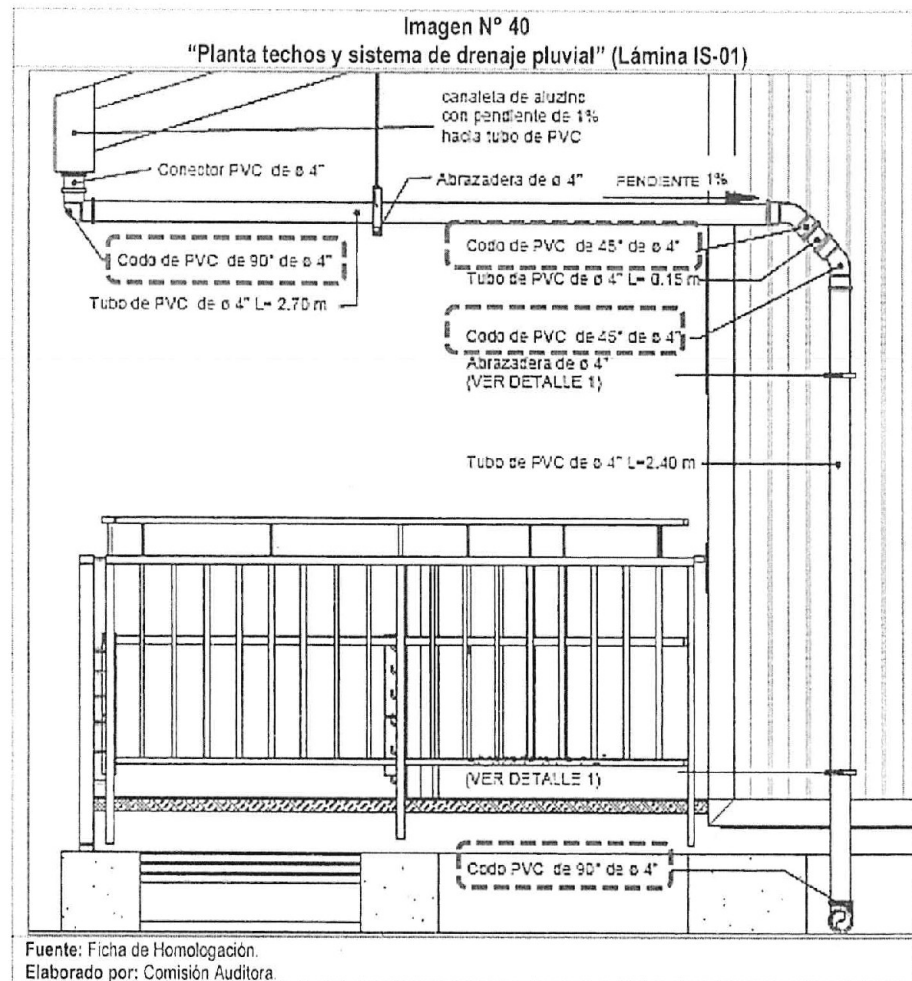 Imagen N° 40
"Planta techos y sistema de drenaje pluvial" (Lámina IS-01)
canaleta de aluzinc
con pendiente de 1%
hacia tubo de PVC
Conector PVC de ø 4"
Abrazadera de ø 4"
PENDIENTE 1%
Codo de PVC de 90° de ø 4"
Codo de PVC de 45° de ø 4"
Tubo de PVC de ø 4" L= 2.70 m
Tubo de PVC de ø 4" L= 0.15 m
Codo de PVC de 45° de ø 4"
Abrazadera de ø 4"
(VER DETALLE 1)
Tubo de PVC de ø 4" L=2.40 m
(VER DETALLE 1)
Codo PVC de 90° de ø 4"
Fuente: Ficha de Homologación.
Elaborado por: Comisión Auditora.